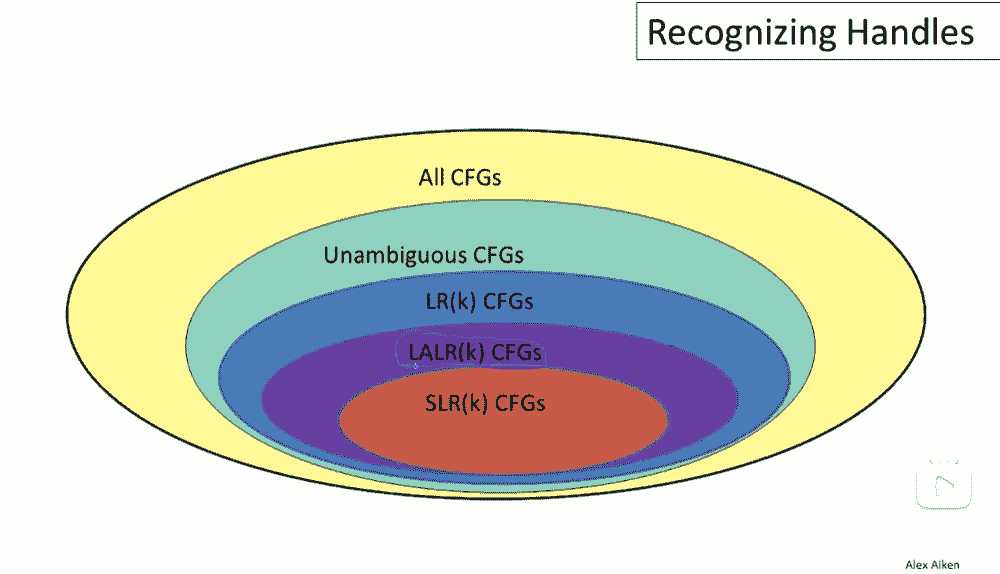 Recognizing Handles
All CFGs
Unambiguous CFGs
LR(k) CFGs
LALR(k) CFGs
SLR(k) CFGs
Alex Aiken